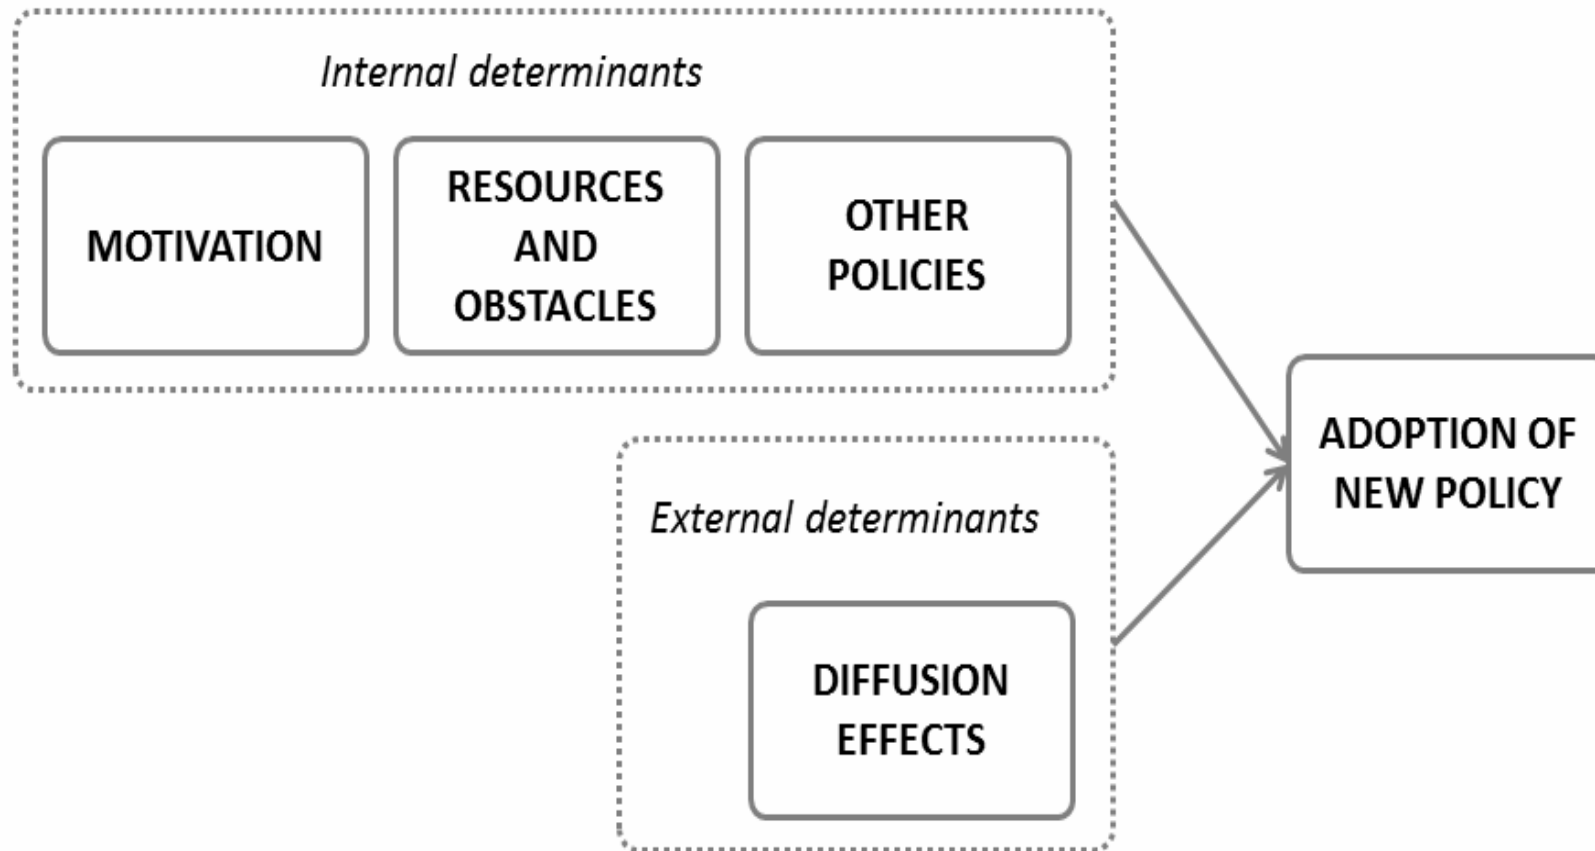 Internal determinants
MOTIVATION
RESOURCES
AND
OBSTACLES
OTHER
POLICIES
External determinants
DIFFUSION
EFFECTS
ADOPTION OF
NEW POLICY